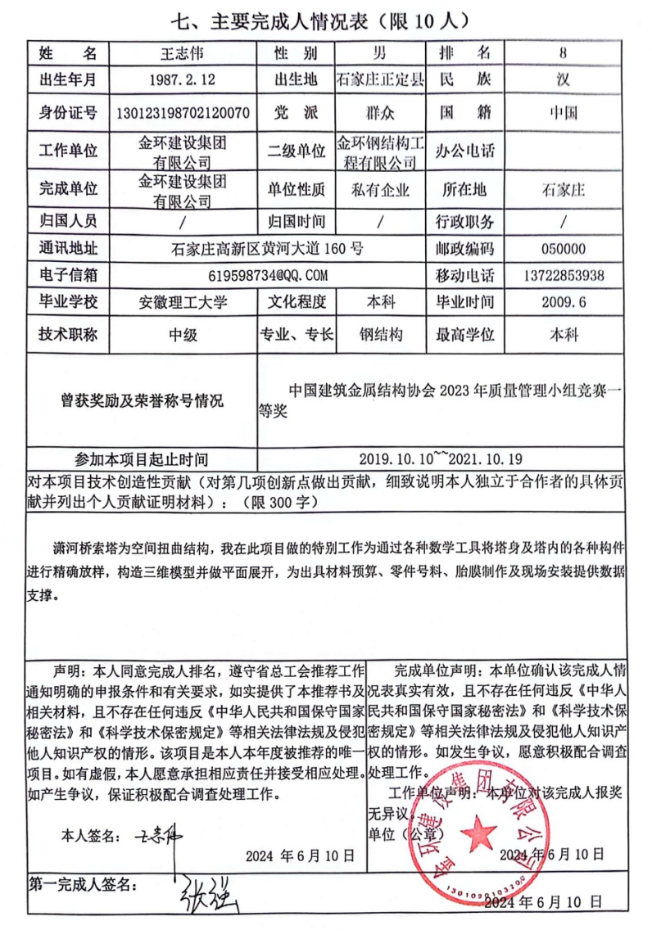 七、主要完成人情况表（限10人）
姓 名 王志伟 性 别 男 排 名 8
出生年月 1987.2.12 出生地 石家庄正定县 民 族 汉
身份证号 130123198702120070 党 派 群众 国 籍 中国
工作单位 金环建设集团有限公司 二级单位 金环钢结构工程有限公司 办公电话
完成单位 金环建设集团有限公司 单位性质 私有企业 所在地 石家庄
归国人员 / 归国时间 / 行政职务 /
通讯地址 石家庄高新区黄河大道160号 邮政编码 050000
电子信箱 619598734@QQ.COM 移动电话 13722853938
毕业学校 安徽理工大学 文化程度 本科 毕业时间 2009.6
技术职称 中级 专业、专长 钢结构 最高学位 本科
曾获奖励及荣誉称号情况 中国建筑金属结构协会2023年质量管理小组竞赛一
等奖
参加本项目起止时间 2019.10.10~~2021.10.19
对本项目技术创造性贡献（对第几项创新点做出贡献，细致说明本人独立于合作者的具体贡
献并列出个人贡献证明材料）：（限300字）
潇河桥索塔为空间扭曲结构，我在此项目做的特别工作为通过各种数学工具将塔身及塔内的各种构件
进行精确放样，构造三维模型并做平面展开，为出具材料预算、零件号料、胎膜制作及现场安装提供数据
支撑。
声明：本人同意完成人排名，遵守省总工会推荐工作
通知明确的申报条件和有关要求，如实提供了本推荐书及
相关材料，且不存在任何违反《中华人民共和国保守国家
秘密法》和《科学技术保密规定》等相关法律法规及侵犯
他人知识产权的情形。该项目是本人本年度被推荐的唯一
项目。如有虚假，本人愿意承担相应责任并接受相应处理。
如产生争议，保证积极配合调查处理工作。
本人签名：王志伟
2024 年6月10日
完成单位声明：本单位确认该完成人情
况表真实有效，且不存在任何违反《中华人
民共和国保守国家秘密法》和《科学技术保
密规定》等相关法律法规及侵犯他人知识产
权的情形。如发生争议，愿意积极配合调查
处理工作。
工作单位声明：本单位对该完成人报奖
无异议。
单位（公章）
2024年6月10日
金环建设集团有限公司
第一完成人签名：张强
2024年6月10 日